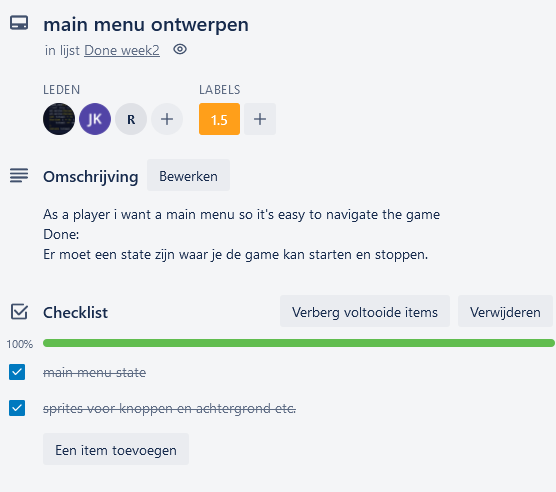 main menu ontwerpen
in lijst Done week2
LEDEN LABELS
JK R 1.5
Omschrijving Bewerken
As a player i want a main menu so it's easy to navigate the game
Done:
Er moet een state zijn waar je de game kan starten en stoppen.
Checklist Verberg voltooide items Verwijderen
100%
main menu state
sprites voor knoppen en achtergrond etc.
Een item toevoegen